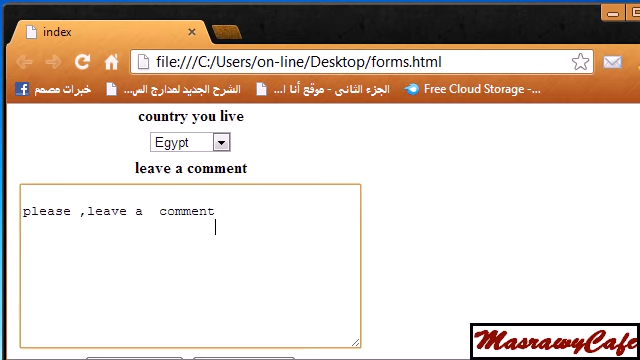 index
file:///C:/Users/on-line/Desktop/forms.html
خبرات مصمم
الشرح الجديد لمدارج الس...
الجزء الثانى - موقع أنا ا...
Free Cloud Storage -...
country you live
Egypt
leave a comment
please ,leave a  comment
MasrawyCafe